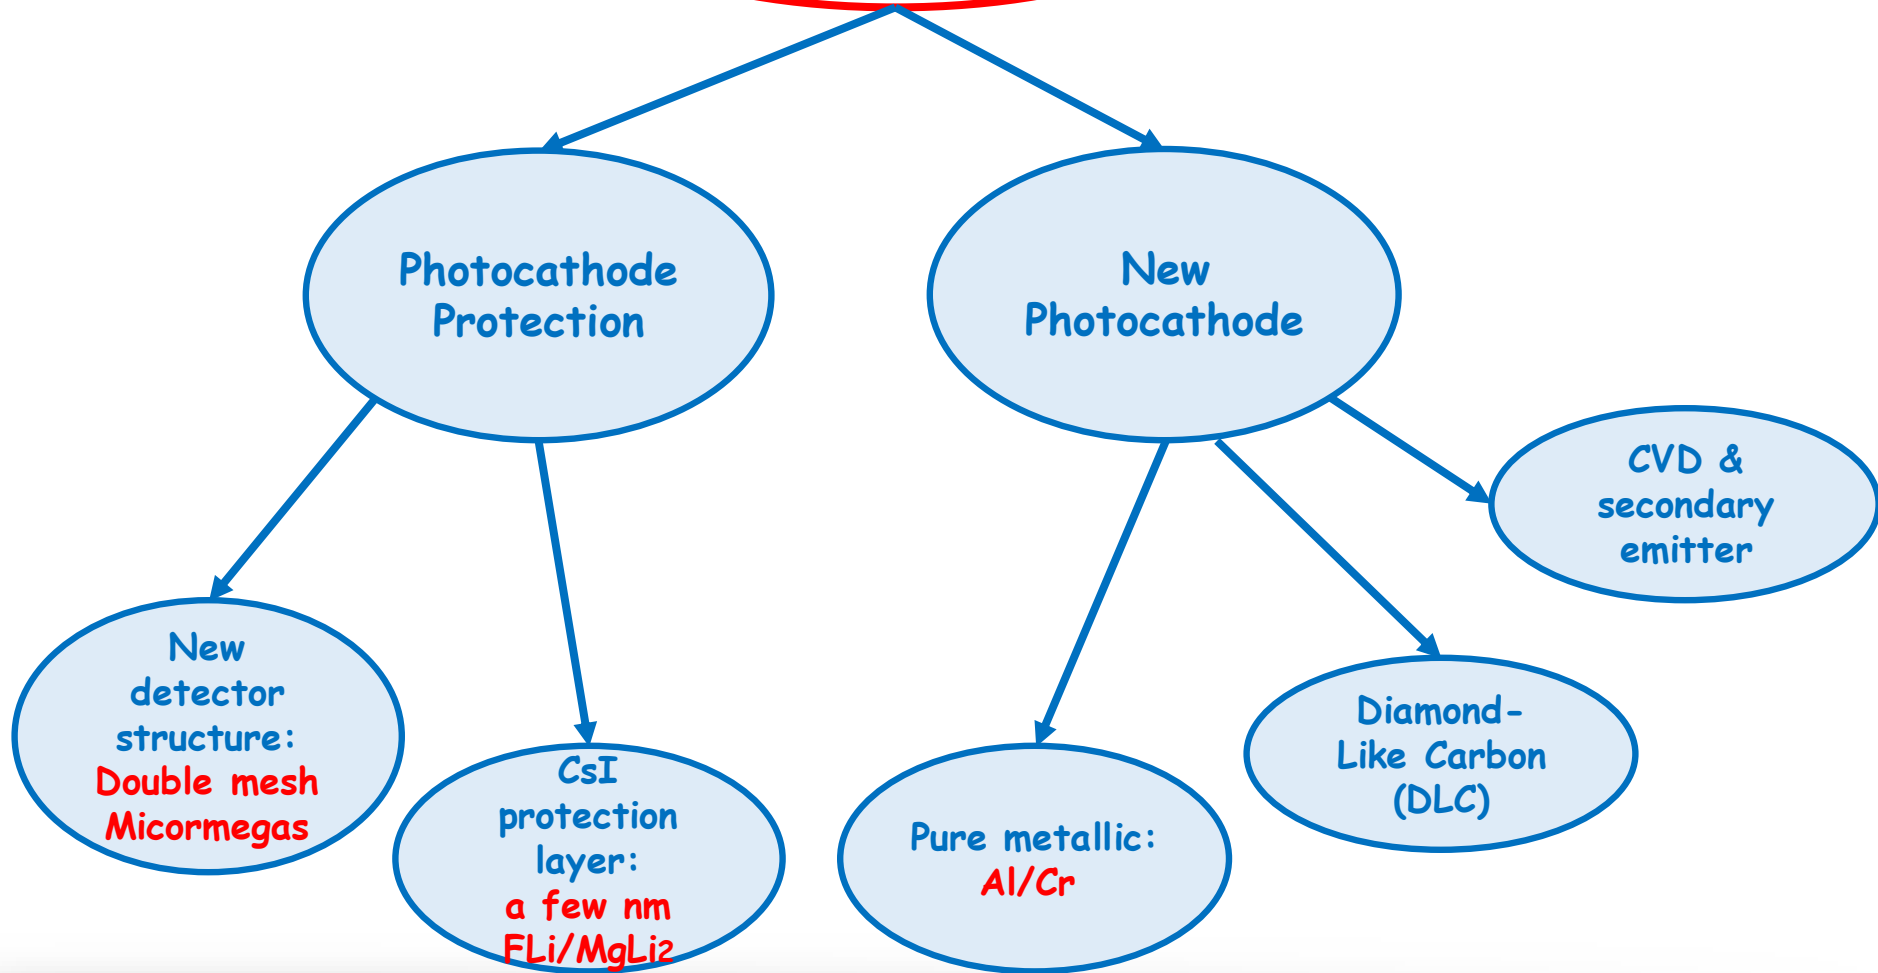 Photocathode
Protection
New
Photocathode
CVD &
secondary
emitter
New
detector
structure:
Double mesh
Micormegas
CsI
protection
layer:
a few nm
FLi/MgLi2
Pure metallic:
Al/Cr
Diamond-
Like Carbon
(DLC)